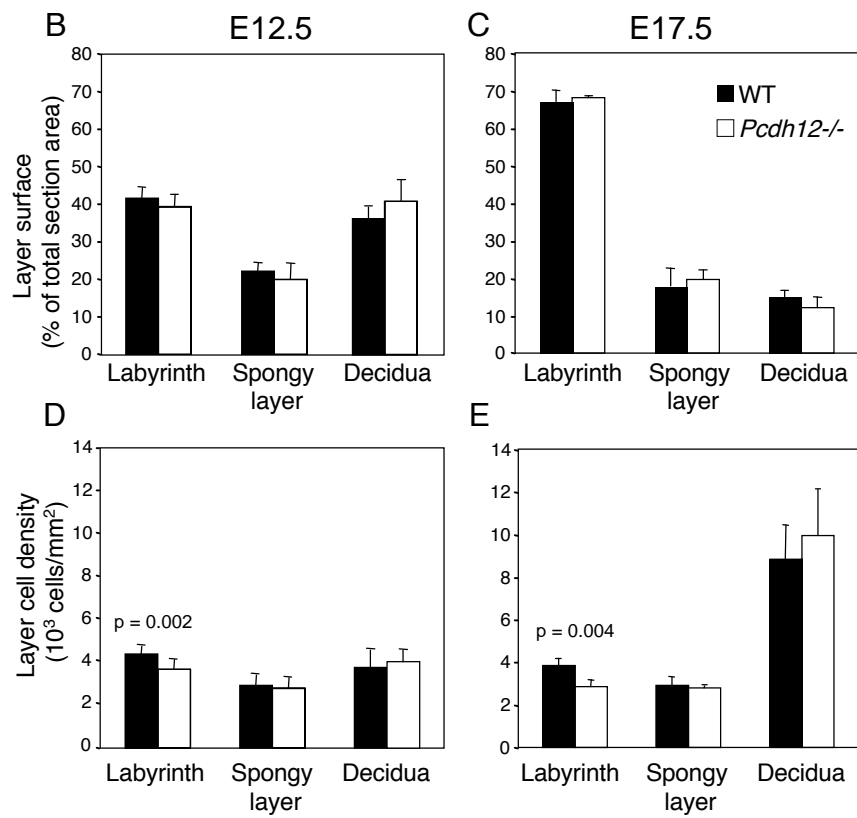 B
E12.5
Layer surface
(% of total section area)
80
70
60
50
40
30
20
10
0
Labyrinth
Spongy
layer
Decidua
C
E17.5
80
70
60
50
40
30
20
10
0
WT
Pcdh12-/-
Labyrinth
Spongy
layer
Decidua
D
Layer cell density
(10³ cells/mm²)
14
12
10
8
6
4
2
0
p = 0.002
Labyrinth
Spongy
layer
Decidua
E
14
12
10
8
6
4
2
0
p = 0.004
Labyrinth
Spongy
layer
Decidua